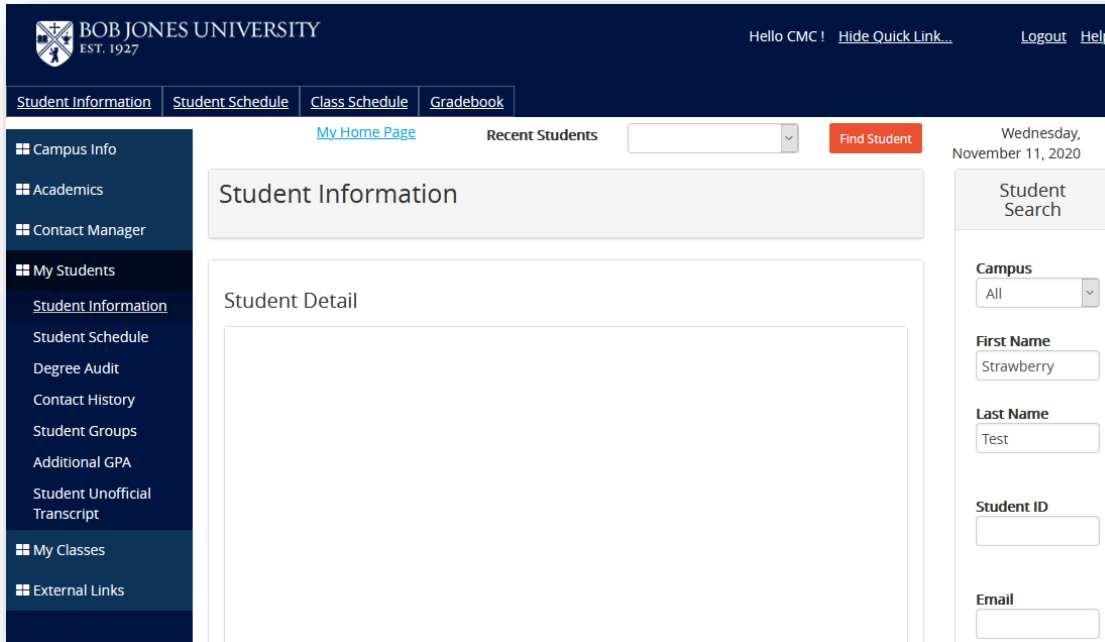 BOB JONES UNIVERSITY
EST. 1927
Hello CMC ! Hide Quick Link... Logout Help
Student Information Student Schedule Class Schedule Gradebook
My Home Page Recent Students Find Student Wednesday,
November 11, 2020
Campus Info
Academics
Contact Manager
My Students
Student Information
Student Schedule
Degree Audit
Contact History
Student Groups
Additional GPA
Student Unofficial
Transcript
My Classes
External Links
Student Information
Student Detail
Student
Search
Campus
All
First Name
Strawberry
Last Name
Test
Student ID
Email